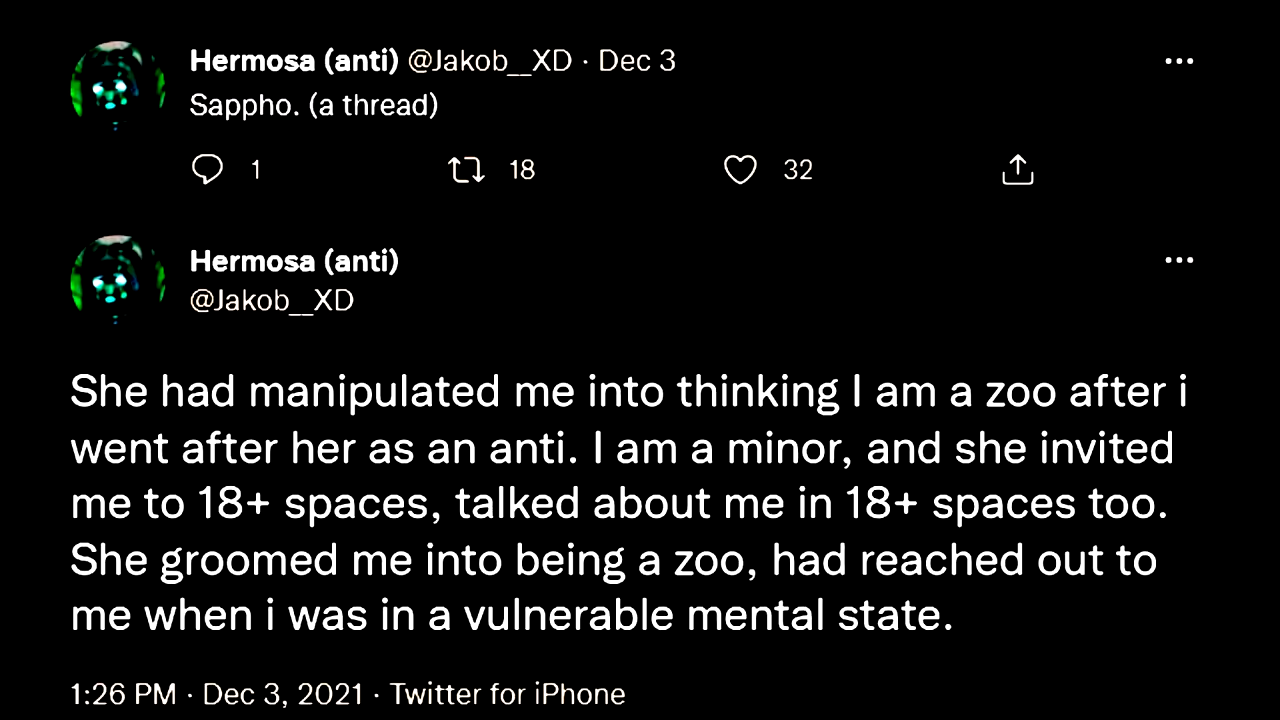 Hermosa (anti) @Jakob__XD · Dec 3
Sappho. (a thread)
1 18 32
Hermosa (anti)
@Jakob__XD
She had manipulated me into thinking I am a zoo after i
went after her as an anti. I am a minor, and she invited
me to 18+ spaces, talked about me in 18+ spaces too.
She groomed me into being a zoo, had reached out to
me when i was in a vulnerable mental state.
1:26 PM · Dec 3, 2021 · Twitter for iPhone